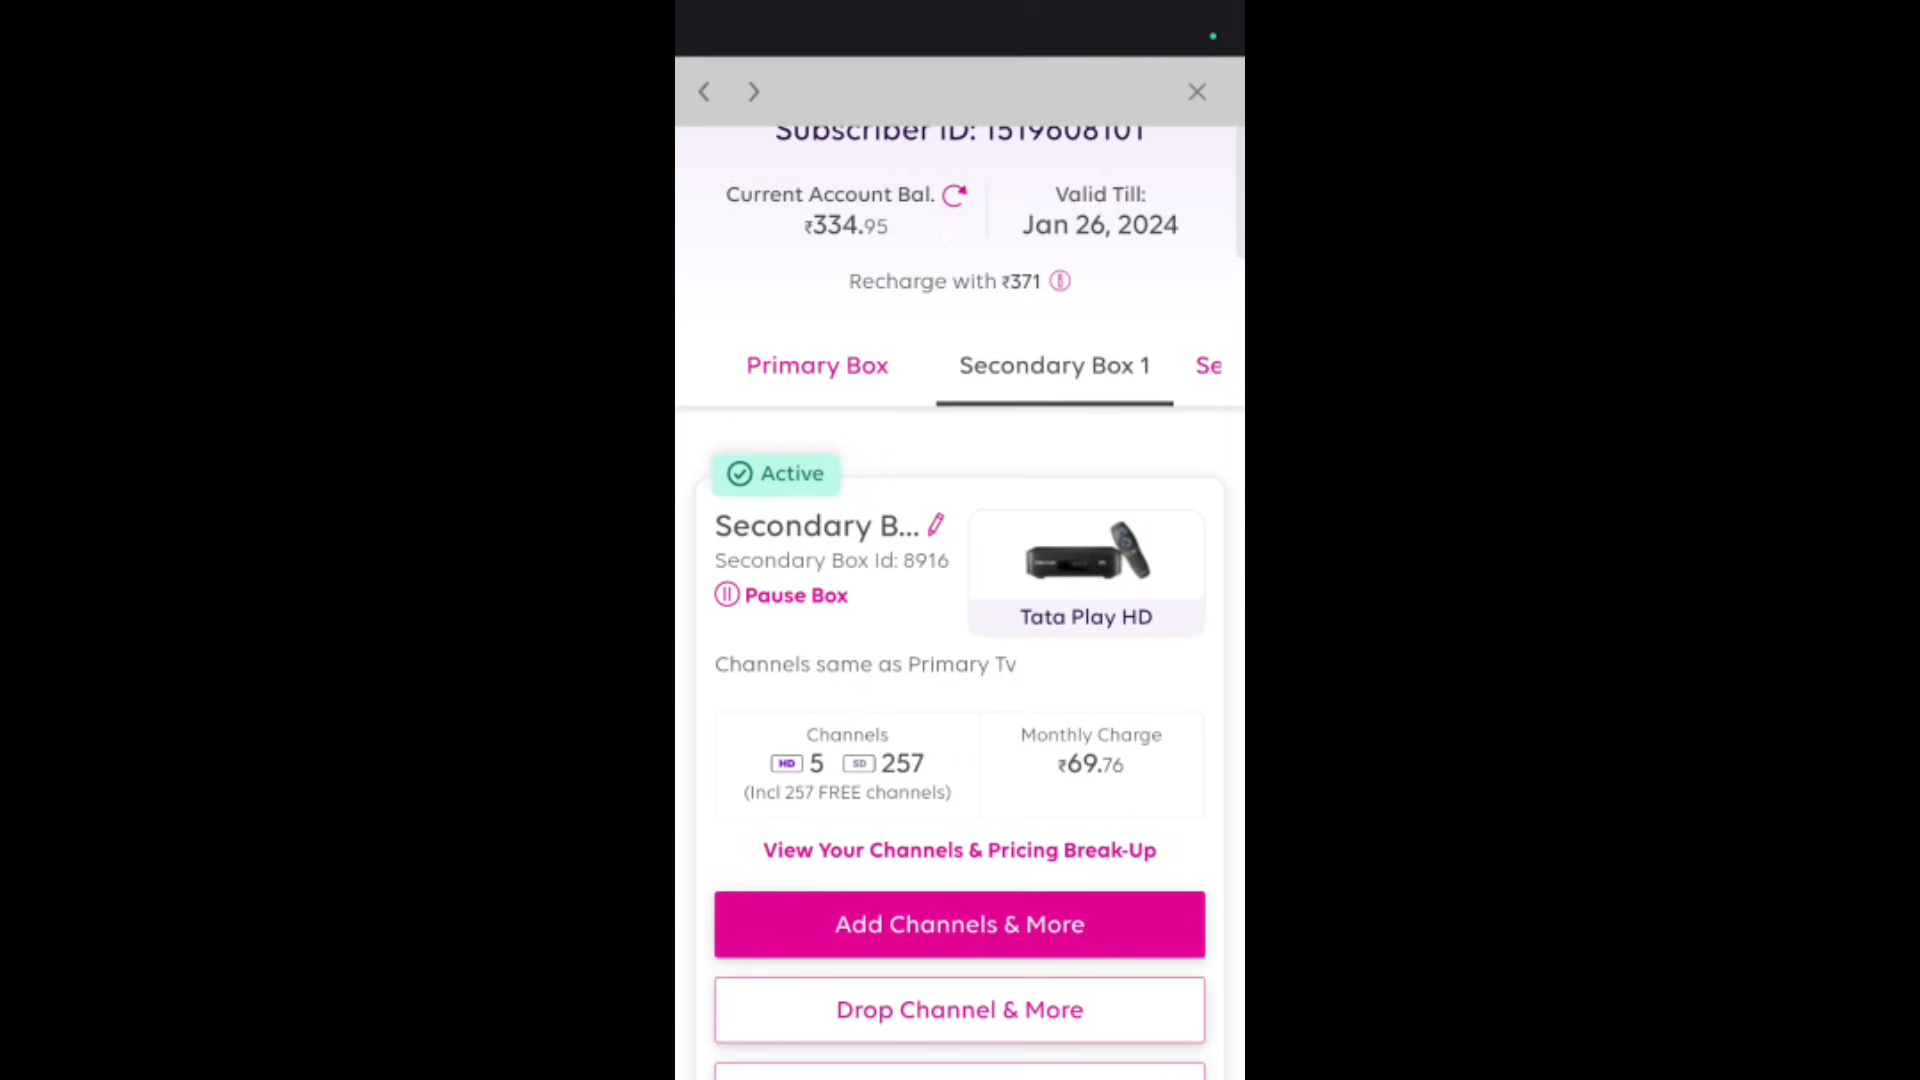 Subscriber ID: 1519608101
Current Account Bal.
₹334.95
Valid Till:
Jan 26, 2024
Recharge with ₹371
Primary Box
Secondary Box 1
Se
Active
Secondary B...
Secondary Box Id: 8916
Pause Box
Tata Play HD
Channels same as Primary Tv
Channels
HD 5 SD 257
(Incl 257 FREE channels)
Monthly Charge
₹69.76
View Your Channels & Pricing Break-Up
Add Channels & More
Drop Channel & More